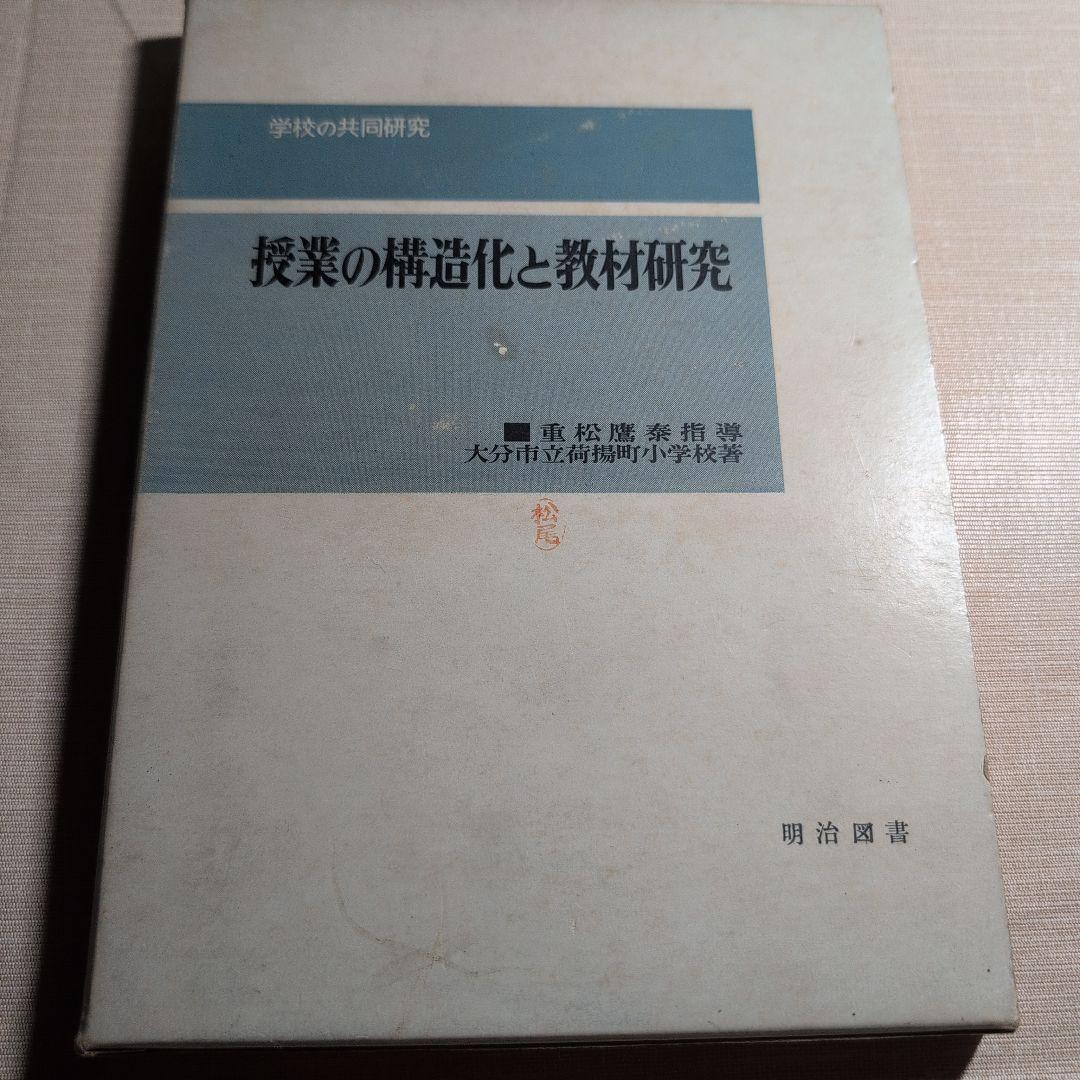 学校の共同研究
授業の構造化と教材研究
■重松鷹泰指導
大分市立荷揚町小学校著
松尾
明治図書